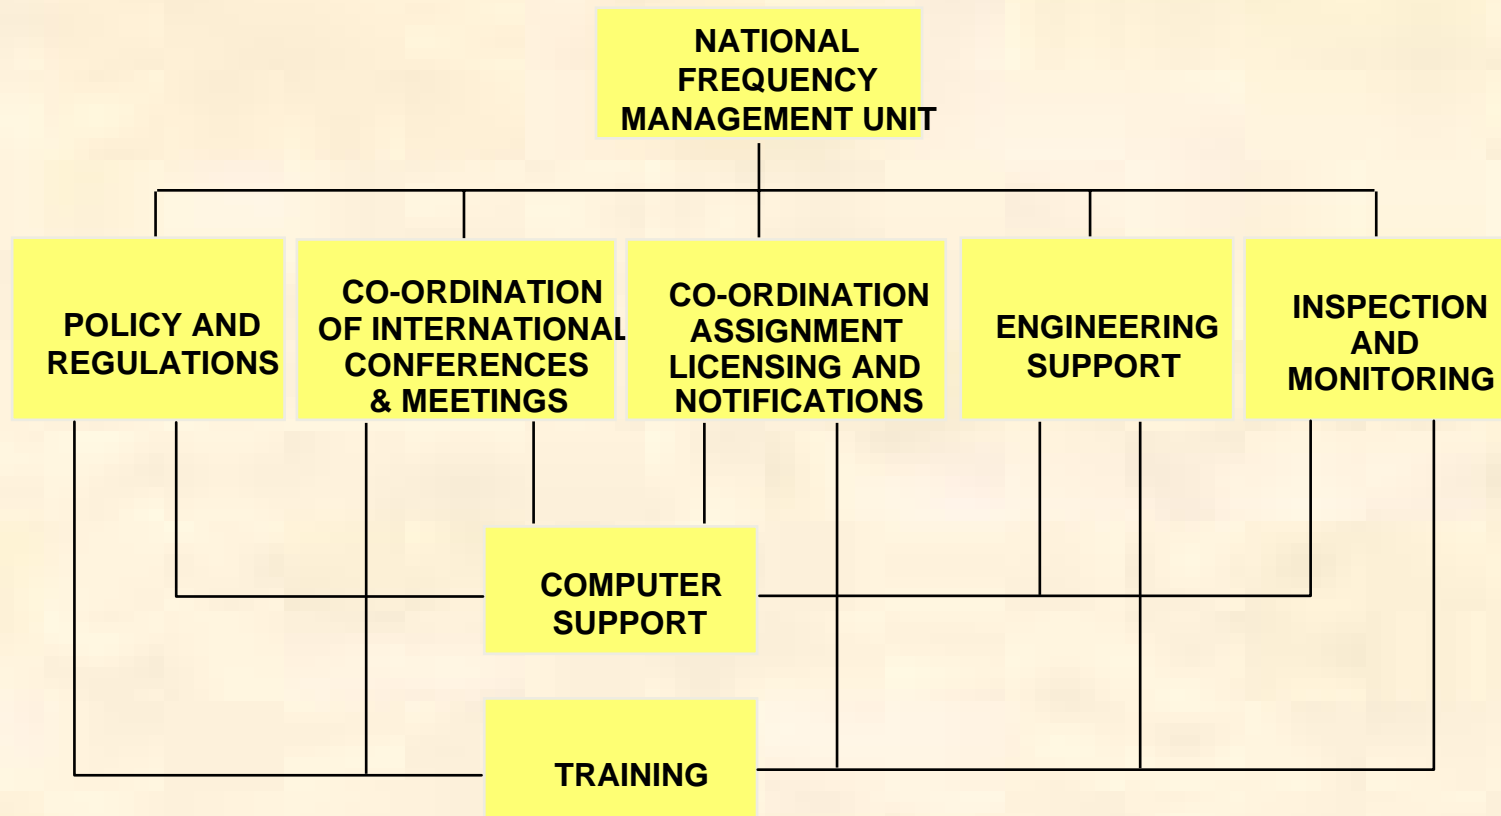 NATIONAL
FREQUENCY
MANAGEMENT UNIT
POLICY AND
REGULATIONS
CO-ORDINATION
OF INTERNATIONAL
CONFERENCES
& MEETINGS
CO-ORDINATION
ASSIGNMENT
LICENSING AND
NOTIFICATIONS
ENGINEERING
SUPPORT
INSPECTION
AND
MONITORING
COMPUTER
SUPPORT
TRAINING